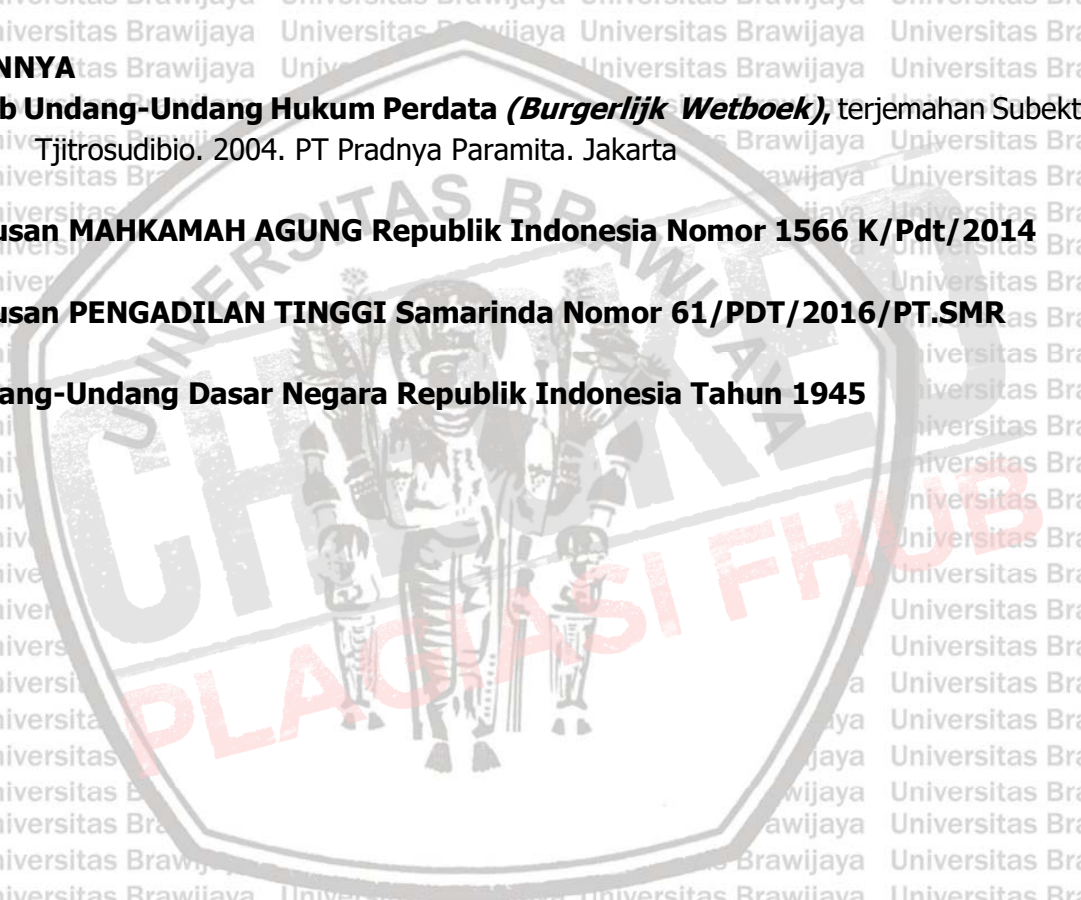 NNYA
b Undang-Undang Hukum Perdata (Burgerlijk Wetboek), terjemahan Subekt
Tjitrosudibio. 2004. PT Pradnya Paramita. Jakarta
usan MAHKAMAH AGUNG Republik Indonesia Nomor 1566 K/Pdt/2014
usan PENGADILAN TINGGI Samarinda Nomor 61/PDT/2016/PT.SMR
ang-Undang Dasar Negara Republik Indonesia Tahun 1945
UNIVERSITAS BRAWIJAYA
CHECKED
PLAGIASI FHUB